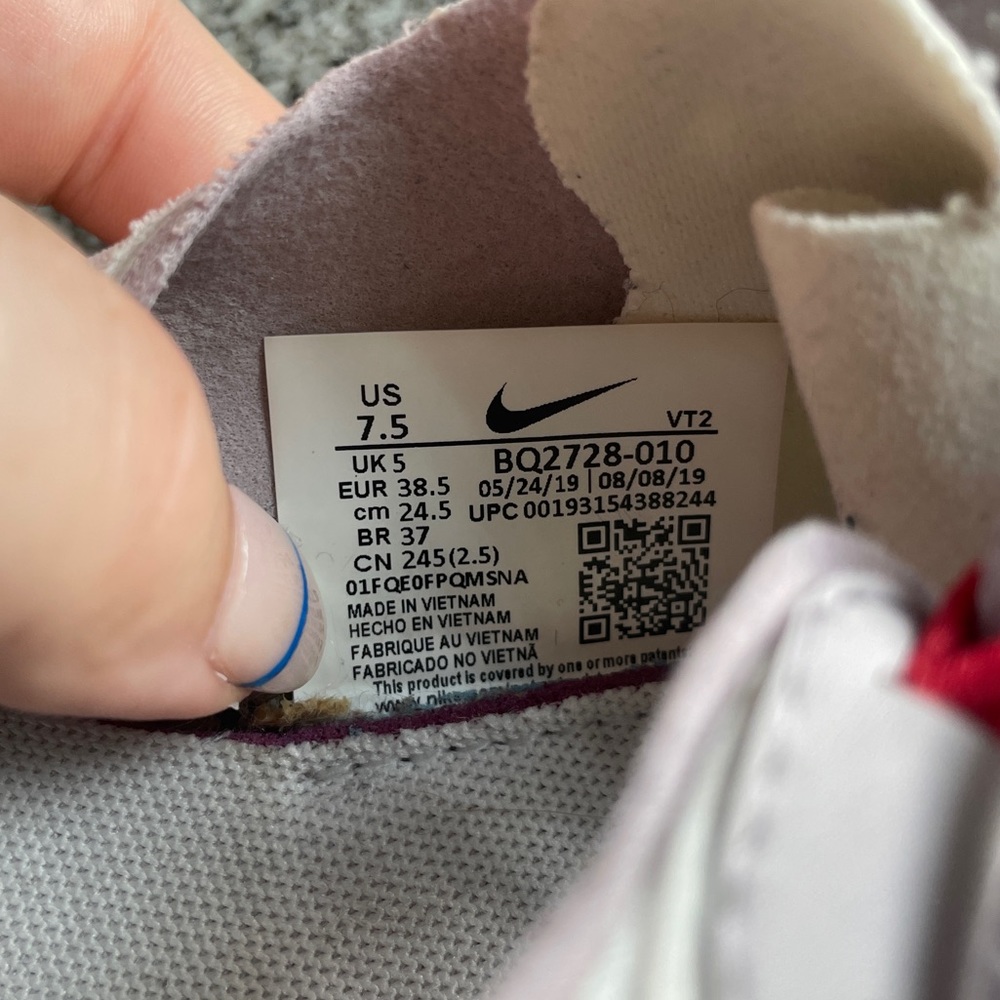 US
7.5
VT2
UK 5
BQ2728-010
EUR 38.5
05/24/19 | 08/08/19
cm 24.5
UPC 00193154388244
BR 37
CN 245(2.5)
01FQE0FPQMSNA
MADE IN VIETNAM
HECHO EN VIETNAM
FABRIQUE AU VIETNAM
FABRICADO NO VIETNÃ
This product is covered by one or more patents